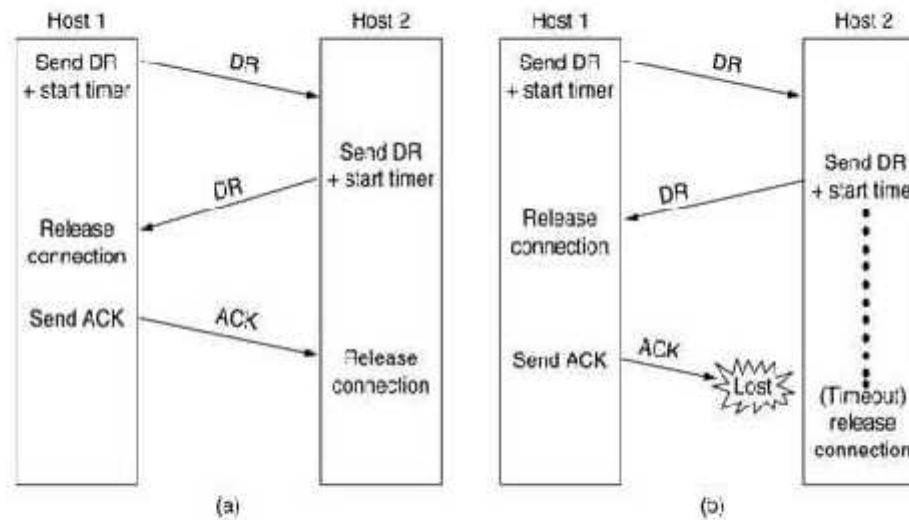 Host 1
Host 2
Send DR
+ start timer
DR
Send DR
+ start timer
DR
Release
connection
Send ACK
ACK
Release
connection
(a)
Host 1
Host 2
Send DR
+ start timer
DR
Send DR
+ start time
DR
Release
connection
Send ACK
ACK
Lost
(Timeout)
release
connection
(b)